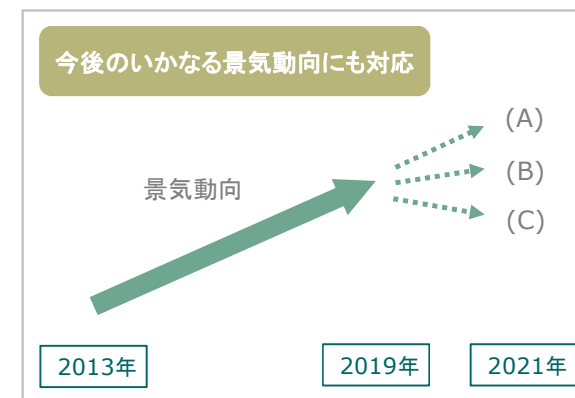 今後のいかなる景気動向にも対応
(A)
景気動向
(B)
(C)
2013年
2019年
2021年